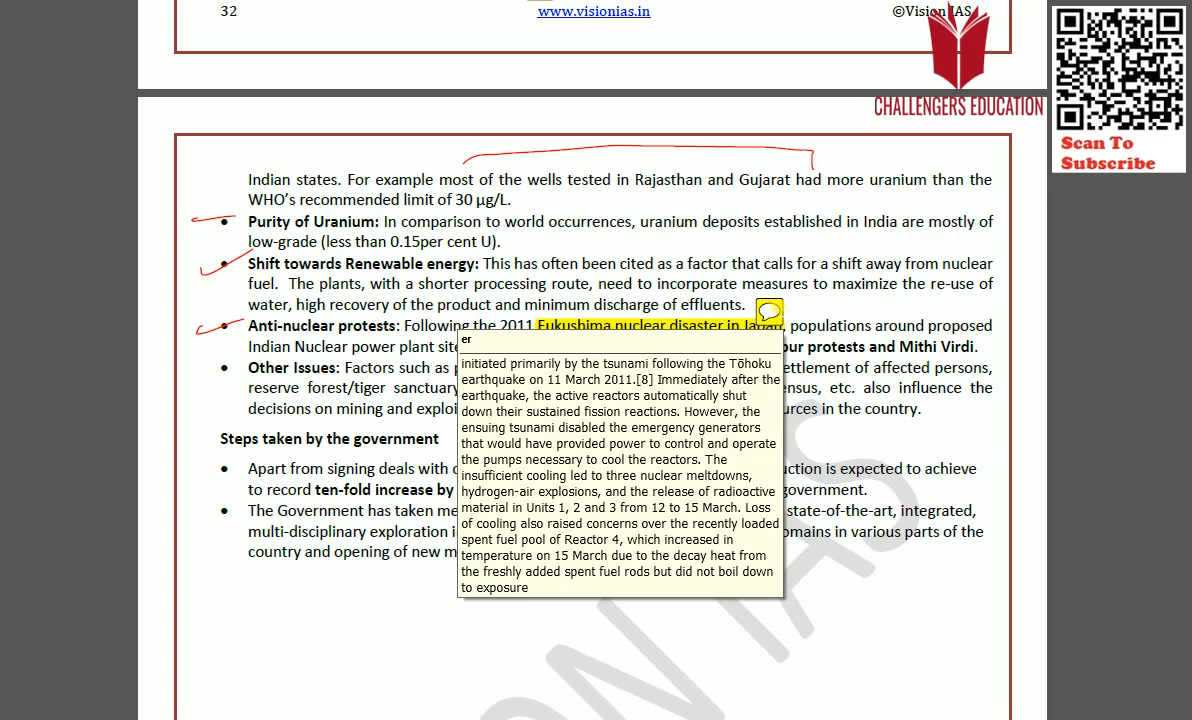 32
www.visionias.in
©Vision IAS
CHALLENGERS EDUCATION
Scan To
Subscribe
Indian states. For example most of the wells tested in Rajasthan and Gujarat had more uranium than the
WHO's recommended limit of 30 µg/L.
• Purity of Uranium: In comparison to world occurrences, uranium deposits established in India are mostly of
low-grade (less than 0.15per cent U).
• Shift towards Renewable energy: This has often been cited as a factor that calls for a shift away from nuclear
fuel. The plants, with a shorter processing route, need to incorporate measures to maximize the re-use of
water, high recovery of the product and minimum discharge of effluents.
• Anti-nuclear protests: Following the 2011 Fukushima nuclear disaster in Japan, populations around proposed
Indian Nuclear power plant protests and Mithi Virdi.
• Other Issues: Factors such as of affected persons,
reserve forest/tiger sanctuary etc. also influence the
decisions on mining and in the country.
Steps taken by the government
• Apart from signing deals with is expected to achieve
to record ten-fold increase by government.
• The Government has taken state-of-the-art, integrated,
multi-disciplinary exploration in various parts of the
country and opening of new
er
initiated primarily by the tsunami following the Tōhoku
earthquake on 11 March 2011.[8] Immediately after the
earthquake, the active reactors automatically shut
down their sustained fission reactions. However, the
ensuing tsunami disabled the emergency generators
that would have provided power to control and operate
the pumps necessary to cool the reactors. The
insufficient cooling led to three nuclear meltdowns,
hydrogen-air explosions, and the release of radioactive
material in Units 1, 2 and 3 from 12 to 15 March. Loss
of cooling also raised concerns over the recently loaded
spent fuel pool of Reactor 4, which increased in
temperature on 15 March due to the decay heat from
the freshly added spent fuel rods but did not boil down
to exposure